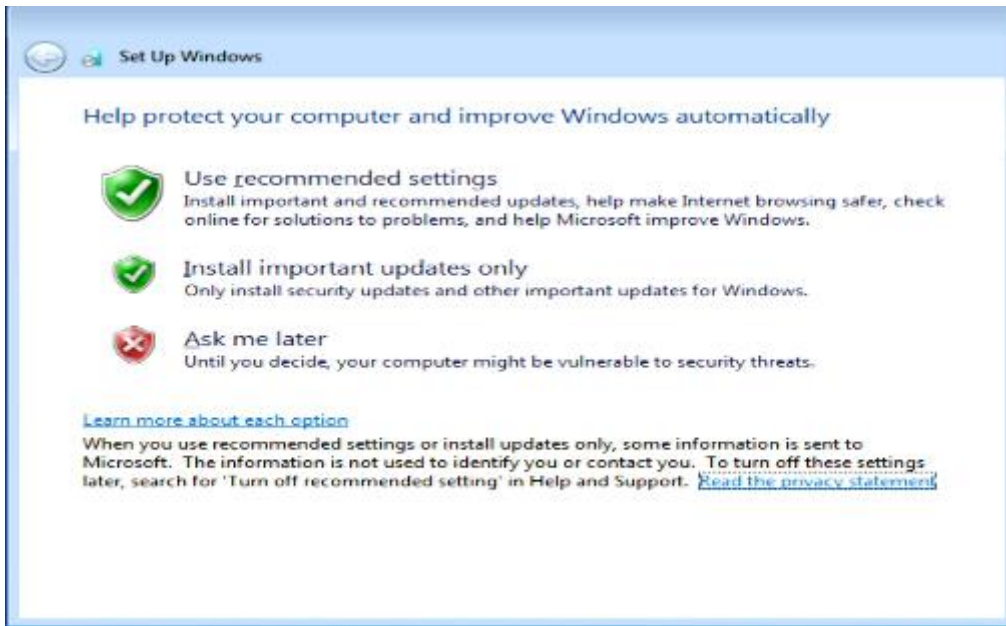 Set Up Windows
Help protect your computer and improve Windows automatically
Use recommended settings
Install important and recommended updates, help make Internet browsing safer, check
online for solutions to problems, and help Microsoft improve Windows.
Install important updates only
Only install security updates and other important updates for Windows.
Ask me later
Until you decide, your computer might be vulnerable to security threats.
Learn more about each option
When you use recommended settings or install updates only, some information is sent to
Microsoft. The information is not used to identify you or contact you. To turn off these settings
later, search for 'Turn off recommended setting' in Help and Support. Read the privacy statement